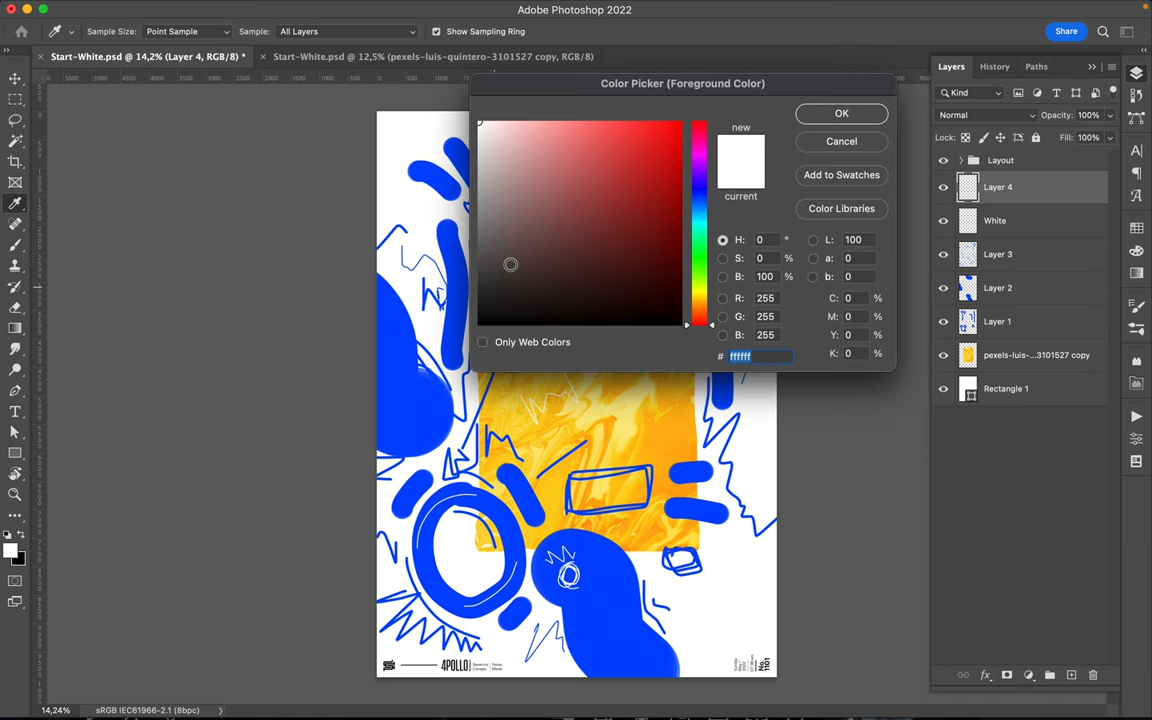 Adobe Photoshop 2022
Sample Size: Point Sample Sample: All Layers Show Sampling Ring Share
Start-White.psd @ 14,2% (Layer 4, RGB/8) * Start-White.psd @ 12,5% (pexels-luis-quintero-3101527 copy, RGB/8)
Color Picker (Foreground Color)
new
current
OK
Cancel
Add to Swatches
Color Libraries
H: 0 ° L: 100
S: 0 % a: 0
B: 100 % b: 0
R: 255 C: 0 %
G: 255 M: 0 %
B: 255 Y: 0 %
# ffffff K: 0 %
Only Web Colors
Layers History Paths
Kind
Normal Opacity: 100%
Lock: Fill: 100%
Layout
Layer 4
White
Layer 3
Layer 2
Layer 1
pexels-luis-...3101527 copy
Rectangle 1
4POLLO
14,24% sRGB IEC61966-2.1 (8bpc)